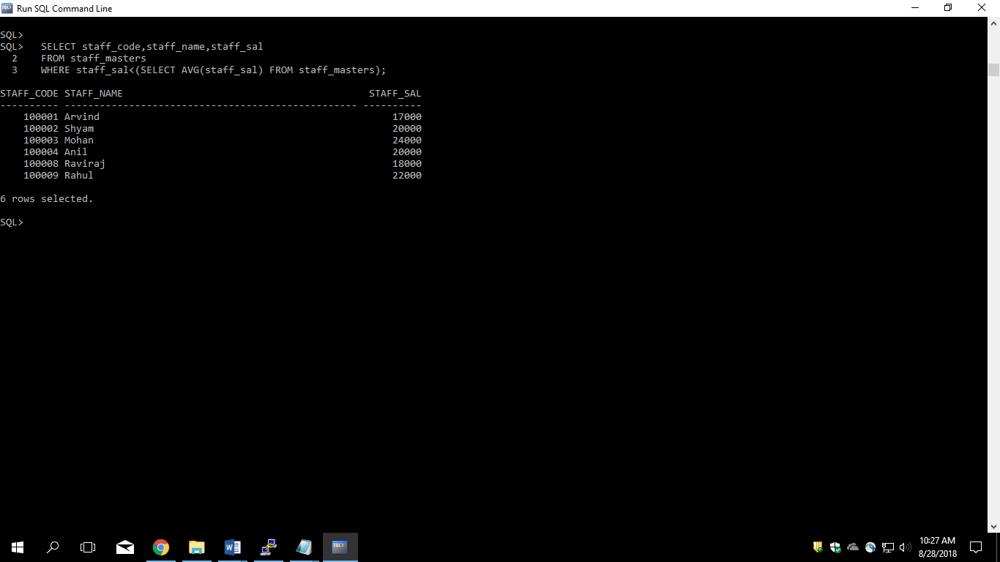 Run SQL Command Line
SQL>
SQL>   SELECT staff_code,staff_name,staff_sal
  2    FROM staff_masters
  3    WHERE staff_sal<(SELECT AVG(staff_sal) FROM staff_masters);
STAFF_CODE STAFF_NAME                                          STAFF_SAL
---------- -------------------------------------------------- ----------
    100001 Arvind                                                  17000
    100002 Shyam                                                   20000
    100003 Mohan                                                   24000
    100004 Anil                                                    20000
    100008 Raviraj                                                 18000
    100009 Rahul                                                   22000
6 rows selected.
SQL>
10:27 AM
8/28/2018